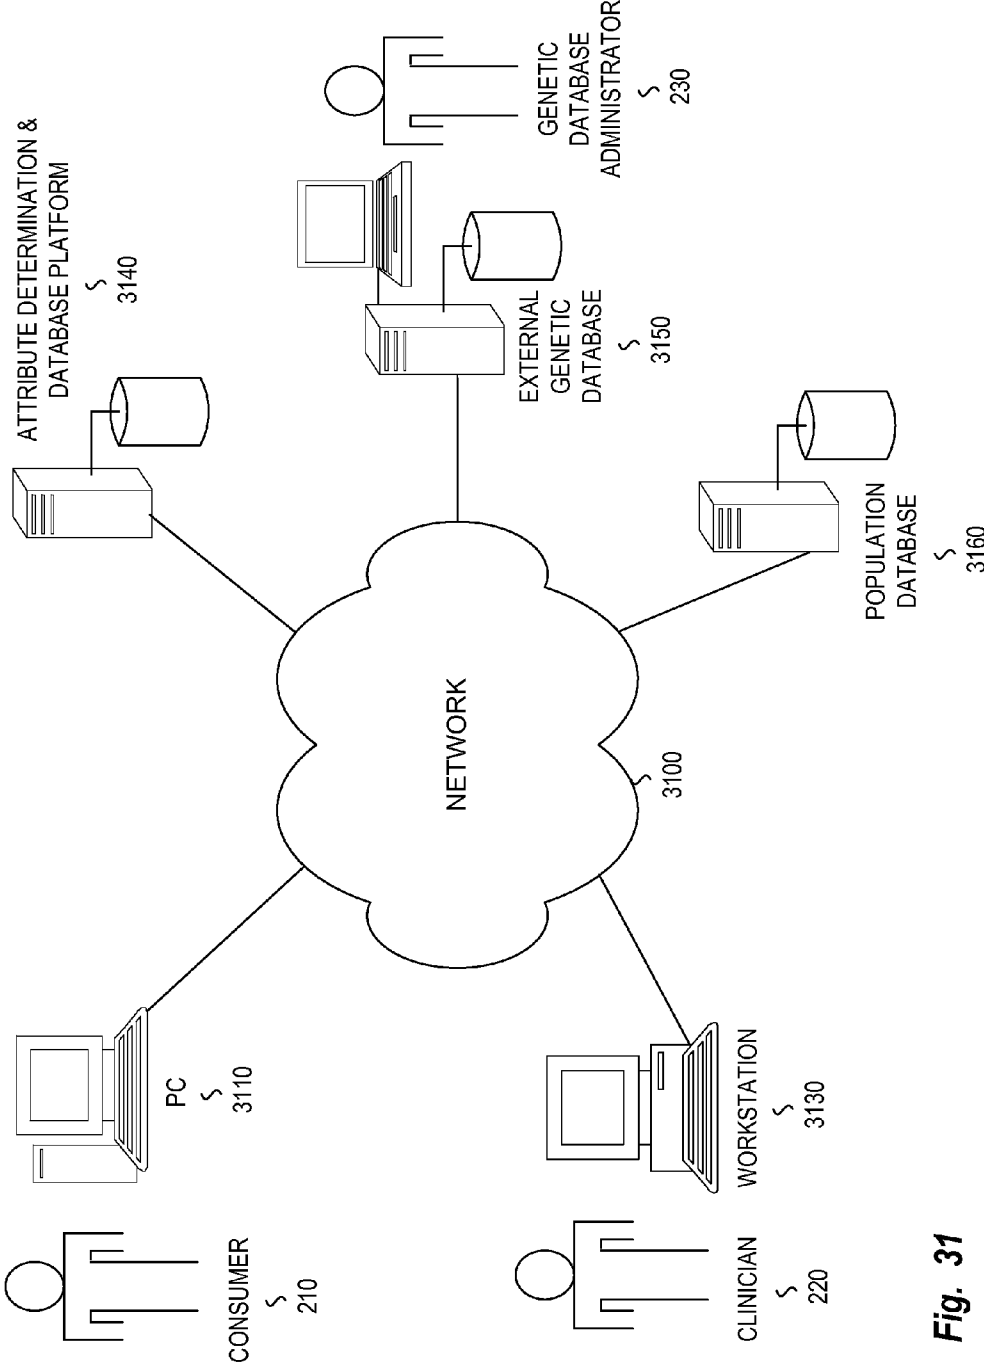 ATTRIBUTE DETERMINATION &
DATABASE PLATFORM
3140
CONSUMER
210
PC
3110
GENETIC
DATABASE
ADMINISTRATOR
230
EXTERNAL
GENETIC
DATABASE
3150
NETWORK
3100
CLINICIAN
220
WORKSTATION
3130
POPULATION
DATABASE
3160
Fig. 31